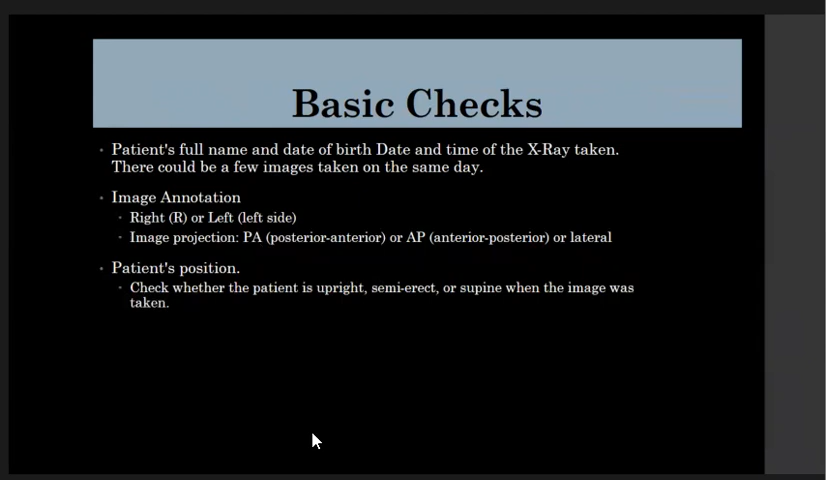 Basic Checks
Patient's full name and date of birth Date and time of the X-Ray taken.
There could be a few images taken on the same day.
Image Annotation
Right (R) or Left (left side)
Image projection: PA (posterior-anterior) or AP (anterior-posterior) or lateral
Patient's position.
Check whether the patient is upright, semi-erect, or supine when the image was
taken.